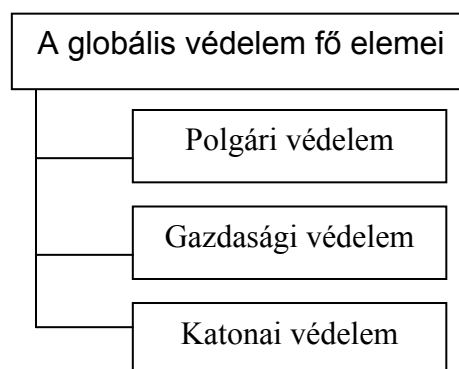 A globális védelem fő elemei
Polgári védelem
Gazdasági védelem
Katonai védelem